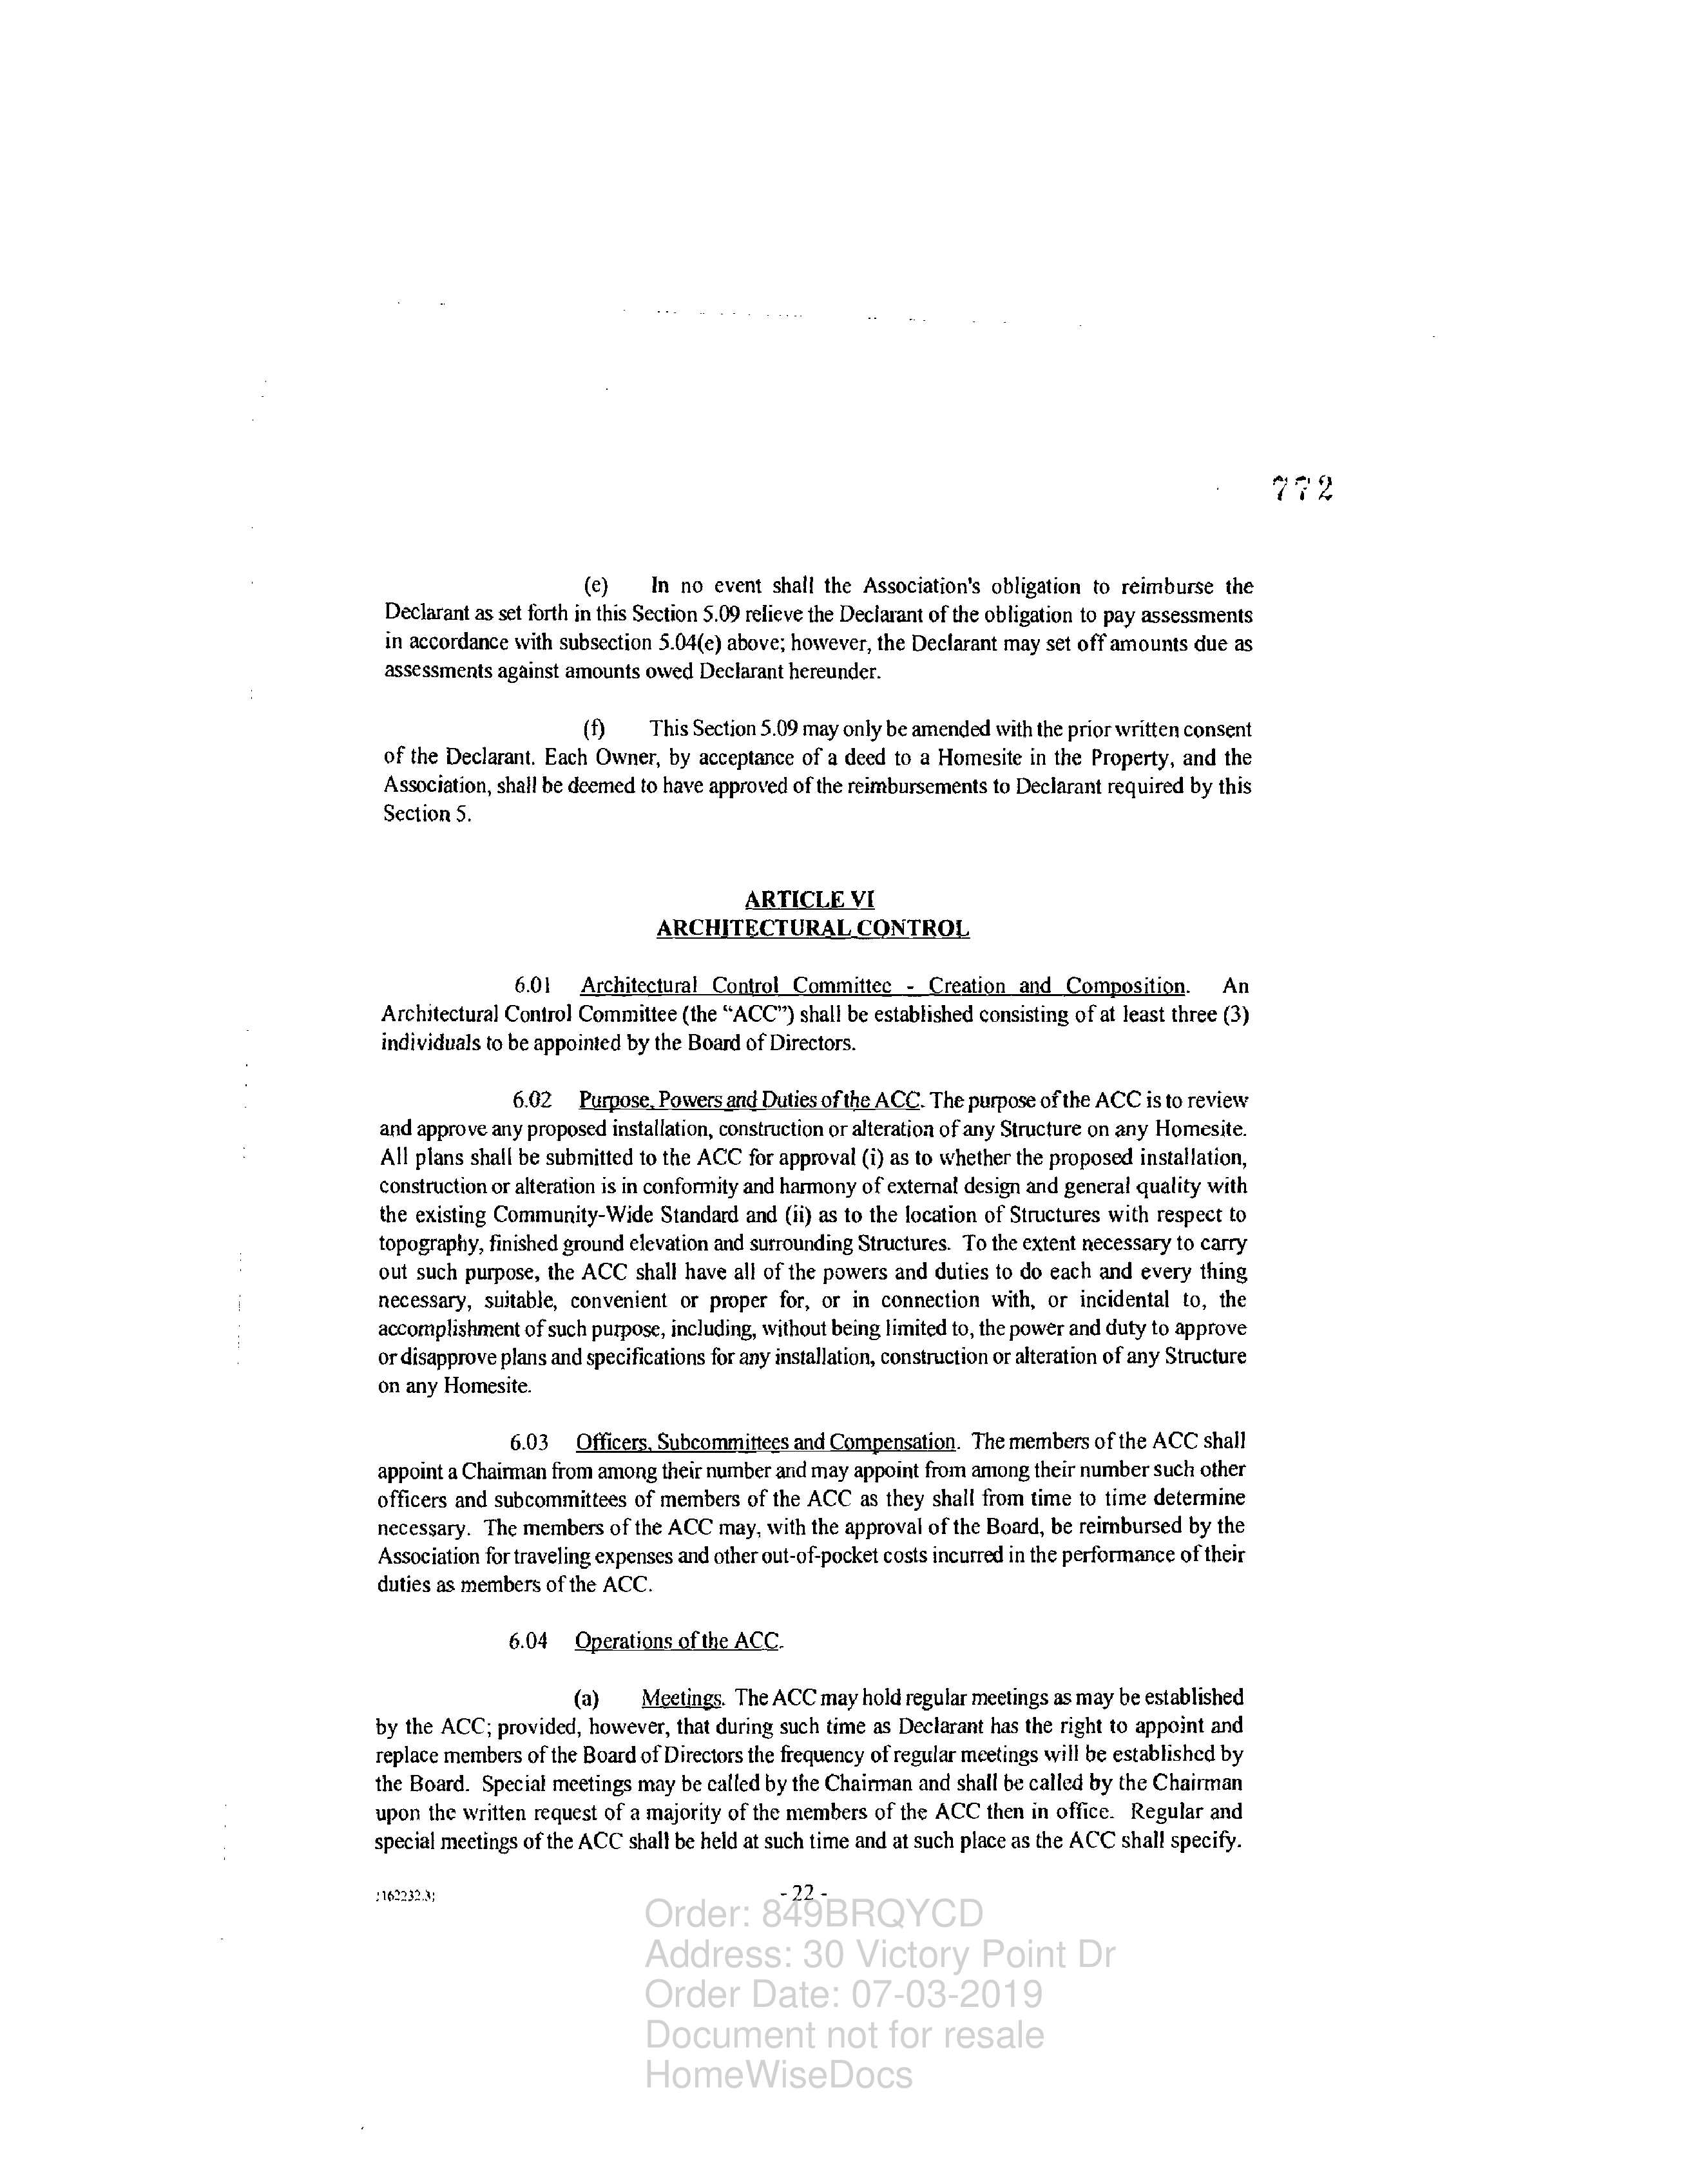 772
(e) In no event shall the Association's obligation to reimburse the
Declarant as set forth in this Section 5.09 relieve the Declarant of the obligation to pay assessments
in accordance with subsection 5.04(e) above; however, the Declarant may set off amounts due as
assessments against amounts owed Declarant hereunder.
(f) This Section 5.09 may only be amended with the prior written consent
of the Declarant. Each Owner, by acceptance of a deed to a Homesite in the Property, and the
Association, shall be deemed to have approved of the reimbursements to Declarant required by this
Section 5.
ARTICLE VI
ARCHITECTURAL CONTROL
6.01 Architectural Control Committee - Creation and Composition. An
Architectural Control Committee (the “ACC”) shall be established consisting of at least three (3)
individuals to be appointed by the Board of Directors.
6.02 Purpose, Powers and Duties of the ACC. The purpose of the ACC is to review
and approve any proposed installation, construction or alteration of any Structure on any Homesite.
All plans shall be submitted to the ACC for approval (i) as to whether the proposed installation,
construction or alteration is in conformity and harmony of external design and general quality with
the existing Community-Wide Standard and (ii) as to the location of Structures with respect to
topography, finished ground elevation and surrounding Structures. To the extent necessary to carry
out such purpose, the ACC shall have all of the powers and duties to do each and every thing
necessary, suitable, convenient or proper for, or in connection with, or incidental to, the
accomplishment of such purpose, including, without being limited to, the power and duty to approve
or disapprove plans and specifications for any installation, construction or alteration of any Structure
on any Homesite.
6.03 Officers, Subcommittees and Compensation. The members of the ACC shall
appoint a Chairman from among their number and may appoint from among their number such other
officers and subcommittees of members of the ACC as they shall from time to time determine
necessary. The members of the ACC may, with the approval of the Board, be reimbursed by the
Association for traveling expenses and other out-of-pocket costs incurred in the performance of their
duties as members of the ACC.
6.04 Operations of the ACC.
(a) Meetings. The ACC may hold regular meetings as may be established
by the ACC; provided, however, that during such time as Declarant has the right to appoint and
replace members of the Board of Directors the frequency of regular meetings will be established by
the Board. Special meetings may be called by the Chairman and shall be called by the Chairman
upon the written request of a majority of the members of the ACC then in office. Regular and
special meetings of the ACC shall be held at such time and at such place as the ACC shall specify.
{162232.3}
- 22 -
Order: 849BRQYCD
Address: 30 Victory Point Dr
Order Date: 07-03-2019
Document not for resale
HomeWiseDocs